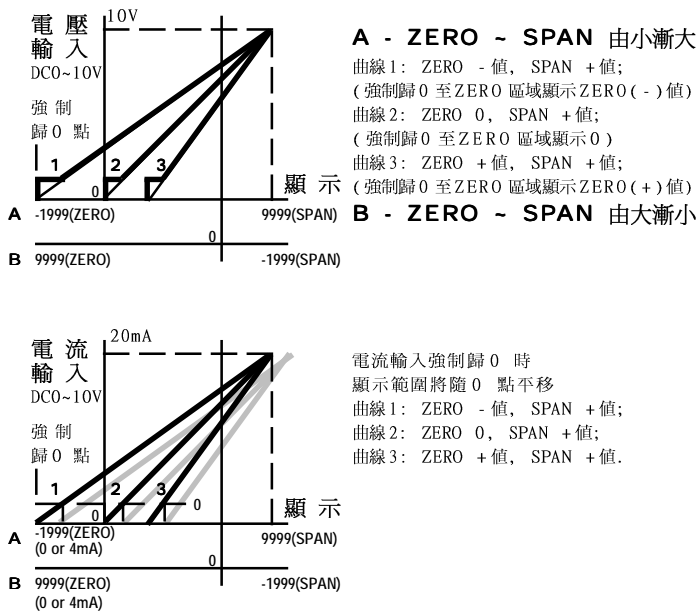 電壓
輸入
DC0~10V
10V
強制
歸0 點
1 2 3
0
顯示
A -1999(ZERO) 9999(SPAN)
0
B 9999(ZERO) -1999(SPAN)
A - ZERO ~ SPAN 由小漸大
曲線1: ZERO -值, SPAN +值;
(強制歸0 至ZERO 區域顯示ZERO(-)值)
曲線2: ZERO 0, SPAN +值;
(強制歸0 至ZERO 區域顯示0)
曲線3: ZERO +值, SPAN +值;
(強制歸0 至ZERO 區域顯示ZERO(+)值)
B - ZERO ~ SPAN 由大漸小
電流
輸入
DC0~10V
20mA
強制
歸0 點
1 2 3
0
0
顯示
A -1999(ZERO) 9999(SPAN)
(0 or 4mA)
0
B 9999(ZERO) -1999(SPAN)
(0 or 4mA)
電流輸入強制歸0 時
顯示範圍將隨0 點平移
曲線1: ZERO -值, SPAN +值;
曲線2: ZERO 0, SPAN +值;
曲線3: ZERO +值, SPAN +值.